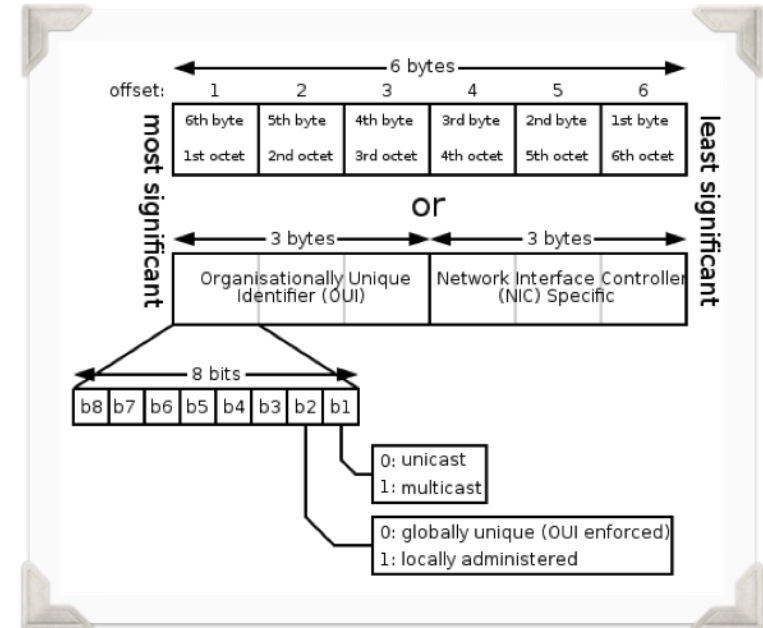 6 bytes
offset: 1 2 3 4 5 6
most significant
6th byte 5th byte 4th byte 3rd byte 2nd byte 1st byte
1st octet 2nd octet 3rd octet 4th octet 5th octet 6th octet
least significant
or
3 bytes 3 bytes
Organisationally Unique
Identifier (OUI)
Network Interface Controller
(NIC) Specific
8 bits
b8 b7 b6 b5 b4 b3 b2 b1
0: unicast
1: multicast
0: globally unique (OUI enforced)
1: locally administered